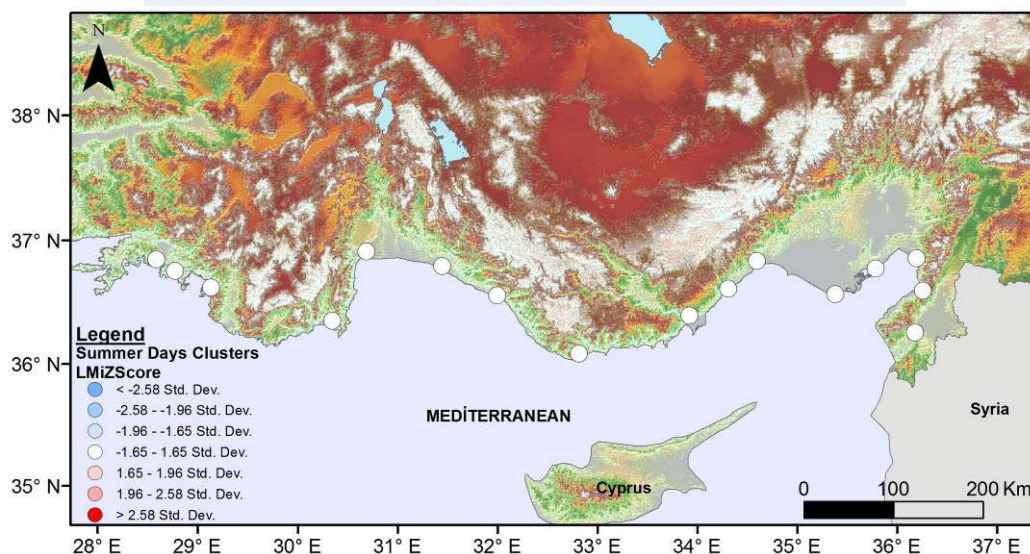 N
38° N
37° N
36° N
35° N
Legend
Summer Days Clusters
LMiZScore
< -2.58 Std. Dev.
-2.58 - -1.96 Std. Dev.
-1.96 - -1.65 Std. Dev.
-1.65 - 1.65 Std. Dev.
1.65 - 1.96 Std. Dev.
1.96 - 2.58 Std. Dev.
> 2.58 Std. Dev.
MEDİTERRANEAN
Cyprus
Syria
0 100 200 Km
28° E 29° E 30° E 31° E 32° E 33° E 34° E 35° E 36° E 37° E